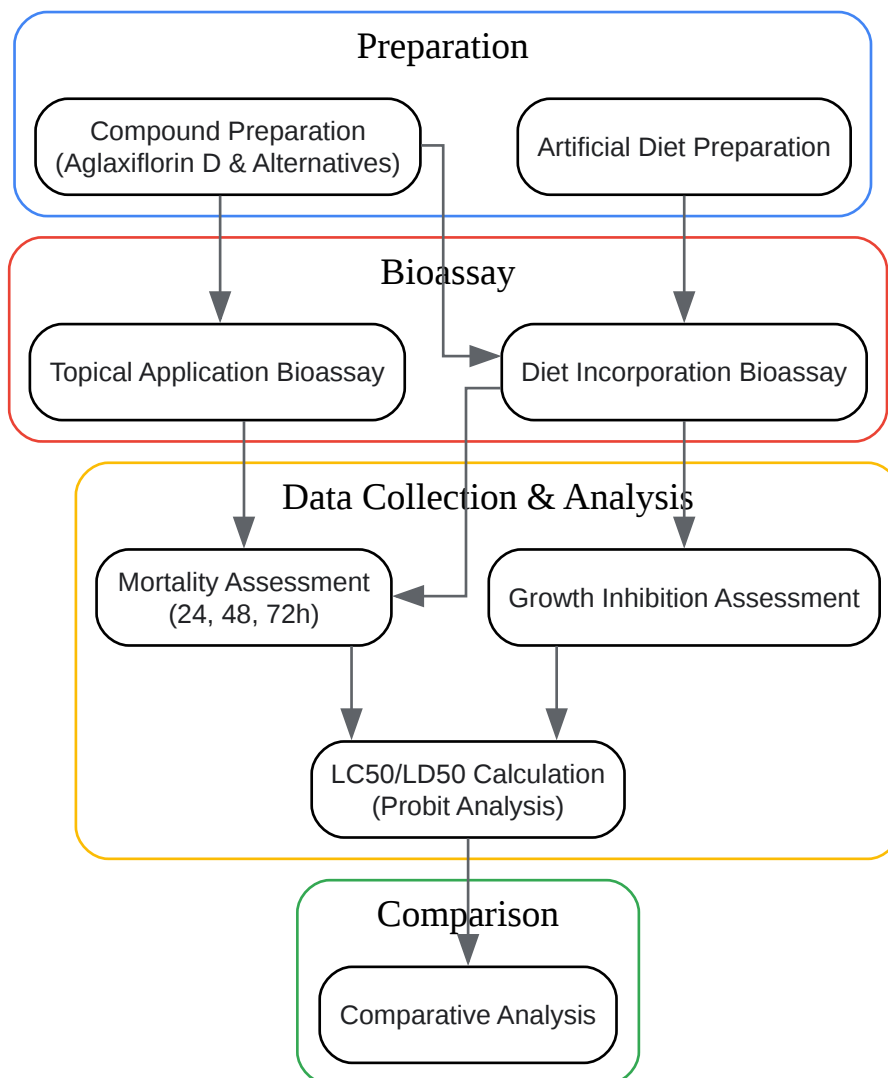 Preparation
Compound Preparation
(Aglaxiflorin D & Alternatives)
Artificial Diet Preparation
Bioassay
Topical Application Bioassay
Diet Incorporation Bioassay
Data Collection & Analysis
Mortality Assessment
(24, 48, 72h)
Growth Inhibition Assessment
LC50/LD50 Calculation
(Probit Analysis)
Comparison
Comparative Analysis